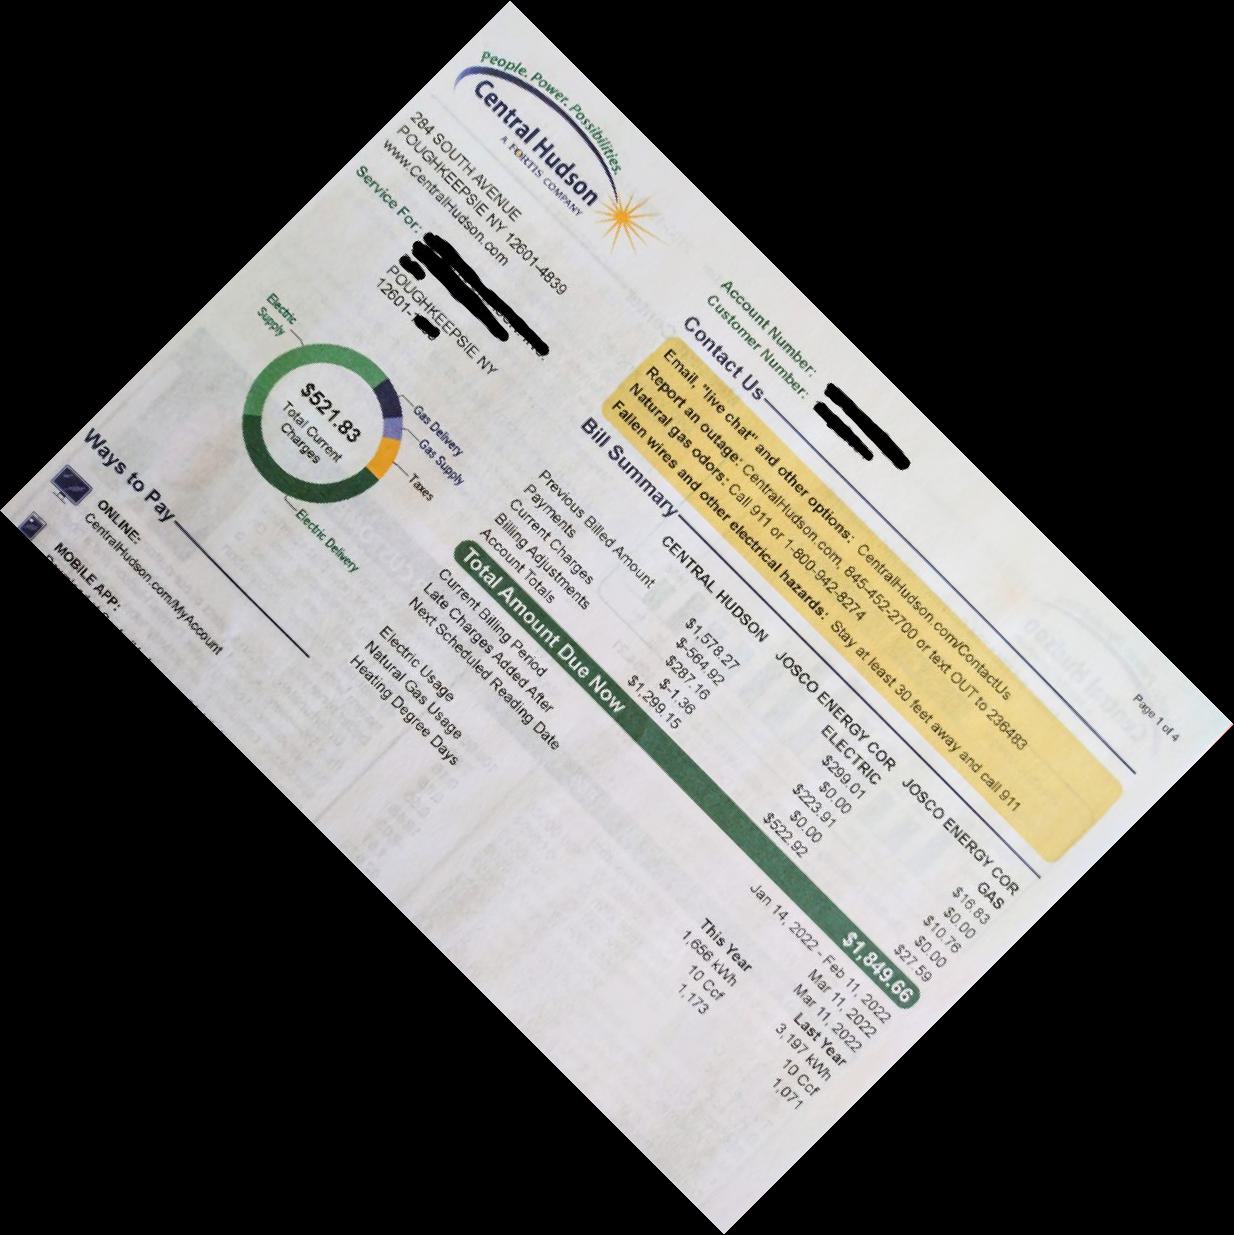 People. Power. Possibilities.
Central Hudson
A FORTIS COMPANY
284 SOUTH AVENUE
POUGHKEEPSIE NY 12601-4839
www.CentralHudson.com
Service For:
POUGHKEEPSIE NY
12601-
Page 1 of 4
Account Number:
Customer Number:
Contact Us
Email, "live chat" and other options: CentralHudson.com/ContactUs
Report an outage: CentralHudson.com, 845-452-2700 or text OUT to 236483
Natural gas odors: Call 911 or 1-800-942-8274
Fallen wires and other electrical hazards: Stay at least 30 feet away and call 911
Bill Summary
CENTRAL HUDSON JOSCO ENERGY COR JOSCO ENERGY COR
ELECTRIC GAS
Previous Billed Amount $1,578.27 $299.01 $16.83
Payments $-564.92 $0.00 $0.00
Current Charges $287.16 $223.91 $10.76
Billing Adjustments $-1.36 $0.00 $0.00
Account Totals $1,299.15 $522.92 $27.59
Total Amount Due Now $1,849.66
Current Billing Period Jan 14, 2022 - Feb 11, 2022
Late Charges Added After Mar 11, 2022
Next Scheduled Reading Date Mar 11, 2022
This Year Last Year
Electric Usage 1,656 kWh 3,197 kWh
Natural Gas Usage 10 Ccf 10 Ccf
Heating Degree Days 1,173 1,071
Electric
Supply
Gas Delivery
Gas Supply
Taxes
Electric Delivery
$521.83
Total Current
Charges
Ways to Pay
ONLINE:
CentralHudson.com/MyAccount
MOBILE APP: